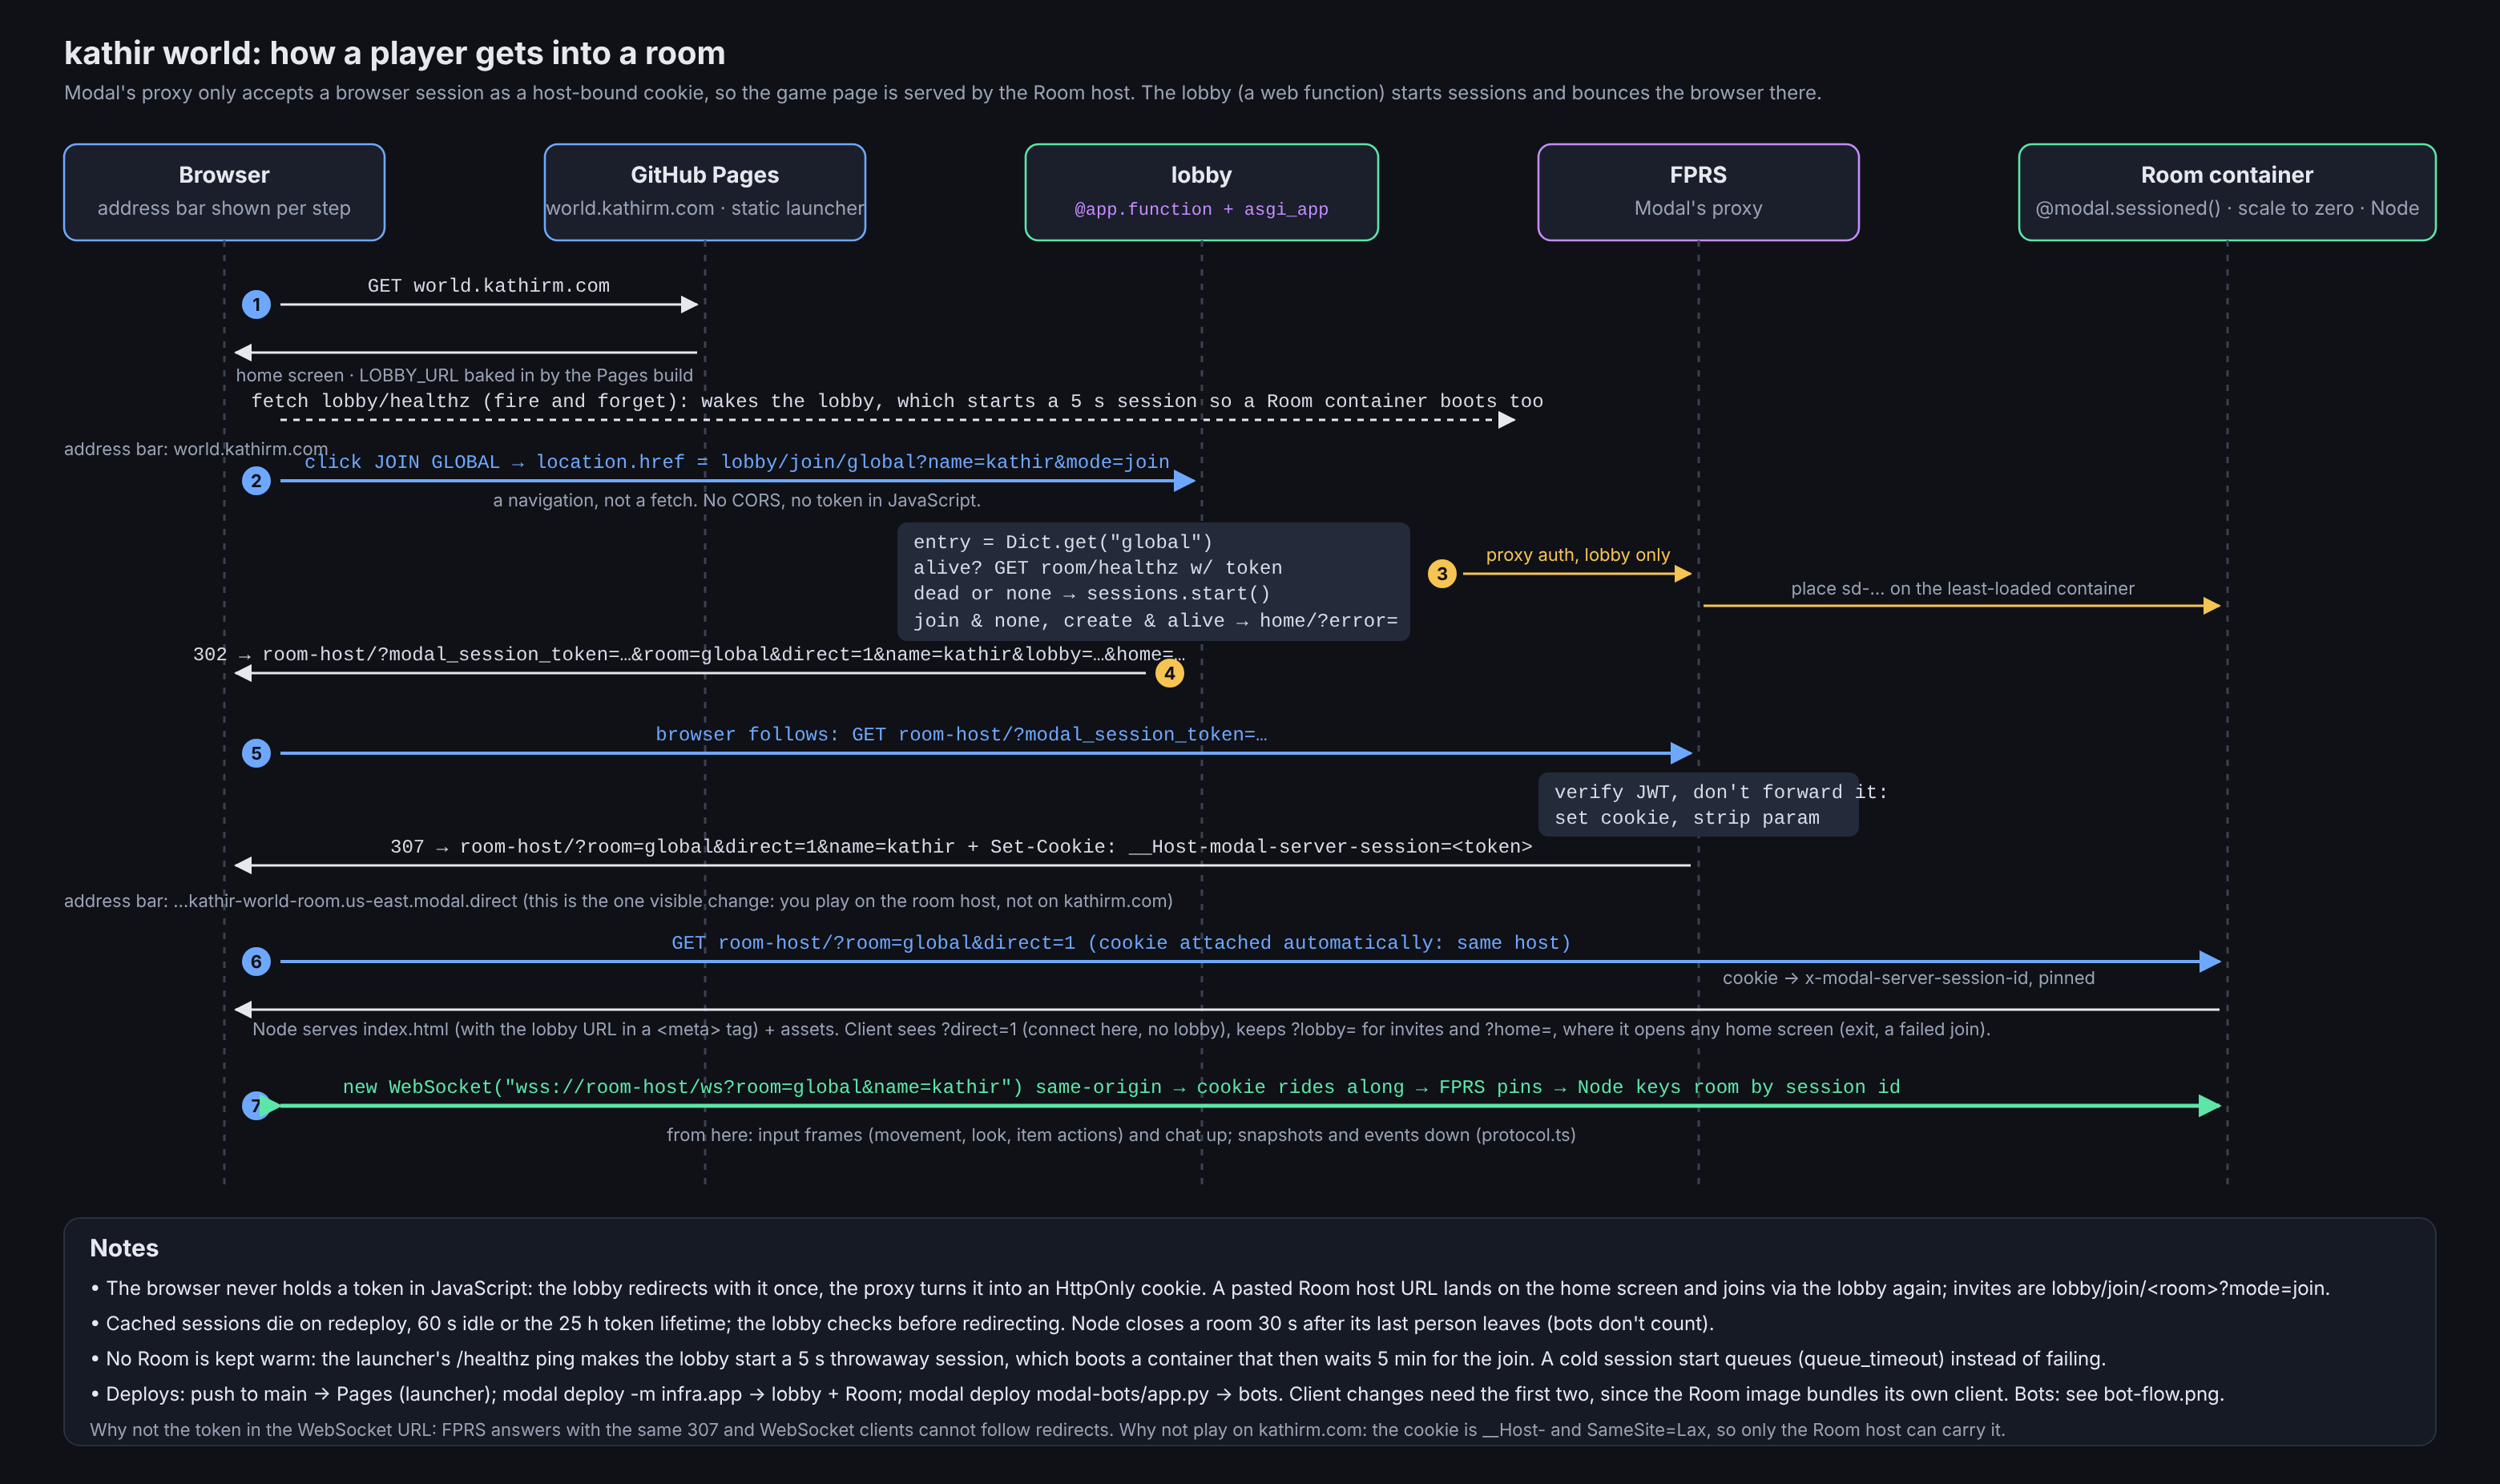 kathir world: how a player gets into a room
Modal's proxy only accepts a browser session as a host-bound cookie, so the game page is served by the Room host. The lobby (a web function) starts sessions and bounces the browser there.
Browser
address bar shown per step
GitHub Pages
world.kathirm.com · static launcher
lobby
@app.function + asgi_app
FPRS
Modal's proxy
Room container
@modal.sessioned() · scale to zero · Node
GET world.kathirm.com
1
home screen · LOBBY_URL baked in by the Pages build
fetch lobby/healthz (fire and forget): wakes the lobby, which starts a 5 s session so a Room container boots too
address bar: world.kathirm.com
click JOIN GLOBAL → location.href = lobby/join/global?name=kathir&mode=join
2
a navigation, not a fetch. No CORS, no token in JavaScript.
entry = Dict.get("global")
alive? GET room/healthz w/ token
dead or none → sessions.start()
join & none, create & alive → home/?error=
3
proxy auth, lobby only
place sd-... on the least-loaded container
302 → room-host/?modal_session_token=…&room=global&direct=1&name=kathir&lobby=…&home=…
4
browser follows: GET room-host/?modal_session_token=…
5
verify JWT, don't forward it:
set cookie, strip param
307 → room-host/?room=global&direct=1&name=kathir + Set-Cookie: __Host-modal-server-session=<token>
address bar: ...kathir-world-room.us-east.modal.direct (this is the one visible change: you play on the room host, not on kathirm.com)
GET room-host/?room=global&direct=1 (cookie attached automatically: same host)
6
cookie → x-modal-server-session-id, pinned
Node serves index.html (with the lobby URL in a <meta> tag) + assets. Client sees ?direct=1 (connect here, no lobby), keeps ?lobby= for invites and ?home=, where it opens any home screen (exit, a failed join).
new WebSocket("wss://room-host/ws?room=global&name=kathir") same-origin → cookie rides along → FPRS pins → Node keys room by session id
7
from here: input frames (movement, look, item actions) and chat up; snapshots and events down (protocol.ts)
Notes
• The browser never holds a token in JavaScript: the lobby redirects with it once, the proxy turns it into an HttpOnly cookie. A pasted Room host URL lands on the home screen and joins via the lobby again; invites are lobby/join/<room>?mode=join.
• Cached sessions die on redeploy, 60 s idle or the 25 h token lifetime; the lobby checks before redirecting. Node closes a room 30 s after its last person leaves (bots don't count).
• No Room is kept warm: the launcher's /healthz ping makes the lobby start a 5 s throwaway session, which boots a container that then waits 5 min for the join. A cold session start queues (queue_timeout) instead of failing.
• Deploys: push to main → Pages (launcher); modal deploy -m infra.app → lobby + Room; modal deploy modal-bots/app.py → bots. Client changes need the first two, since the Room image bundles its own client. Bots: see bot-flow.png.
Why not the token in the WebSocket URL: FPRS answers with the same 307 and WebSocket clients cannot follow redirects. Why not play on kathirm.com: the cookie is __Host- and SameSite=Lax, so only the Room host can carry it.